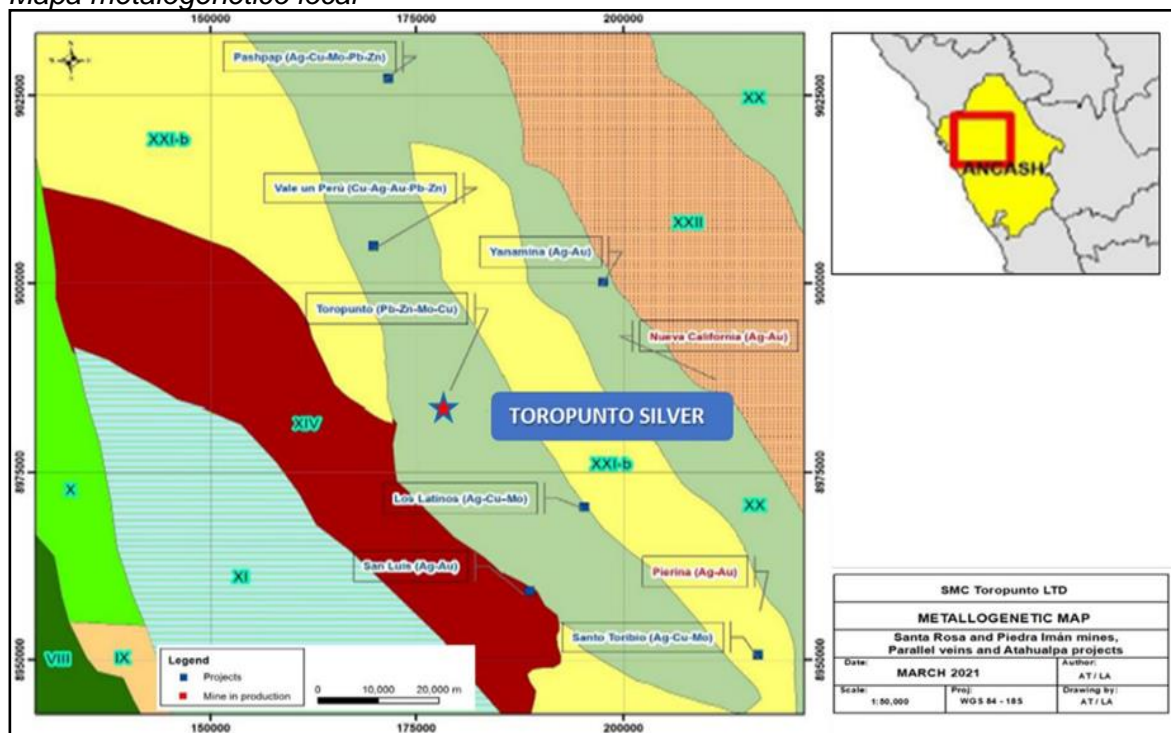 Mapa metalogenético local
150000 175000 200000
Pashpap (Ag-Cu-Mo-Pb-Zn)
XX
9025000 9025000
XXI-b
Vale un Perú (Cu-Ag-Au-Pb-Zn)
XXII
Yanamina (Ag-Au)
9000000 9000000
Toropunto (Pb-Zn-Mo-Cu)
Nueva California (Ag-Au)
TOROPUNTO SILVER
XIV
XXI-b
8975000 8975000
X
Los Latinos (Ag-Cu-Mo)
XX
San Luis (Ag-Au)
Pierina (Ag-Au)
XI
Santo Toribio (Ag-Cu-Mo)
VIII
IX
8950000 8950000
Legend
Projects
Mine in production
0 10,000 20,000 m
150000 175000 200000
ANCASH
SMC Toropunto LTD
METALLOGENETIC MAP
Santa Rosa and Piedra Imán mines,
Parallel veins and Atahualpa projects
Date:
MARCH 2021
Author:
AT / LA
Scale:
1:50,000
Proj:
WGS 84 - 18S
Drawing by:
AT / LA